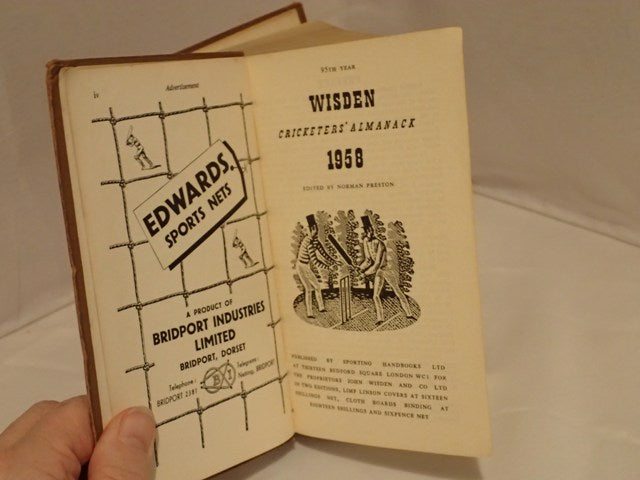 iv
Advertisement
EDWARDS.
SPORTS NETS
A PRODUCT OF
BRIDPORT INDUSTRIES
LIMITED
BRIDPORT, DORSET
Telephone:
BRIDPORT 2381
B I
Telegrams:
Netting, BRIDPORT
95TH YEAR
WISDEN
CRICKETERS' ALMANACK
1958
EDITED BY NORMAN PRESTON
PUBLISHED BY SPORTING HANDBOOKS LTD
AT THIRTEEN BEDFORD SQUARE LONDON WC1 FOR
THE PROPRIETORS JOHN WISDEN AND CO LTD
IN TWO EDITIONS, LIMP LINSON COVERS AT SIXTEEN
SHILLINGS NET, CLOTH BOARDS BINDING AT
EIGHTEEN SHILLINGS AND SIXPENCE NET